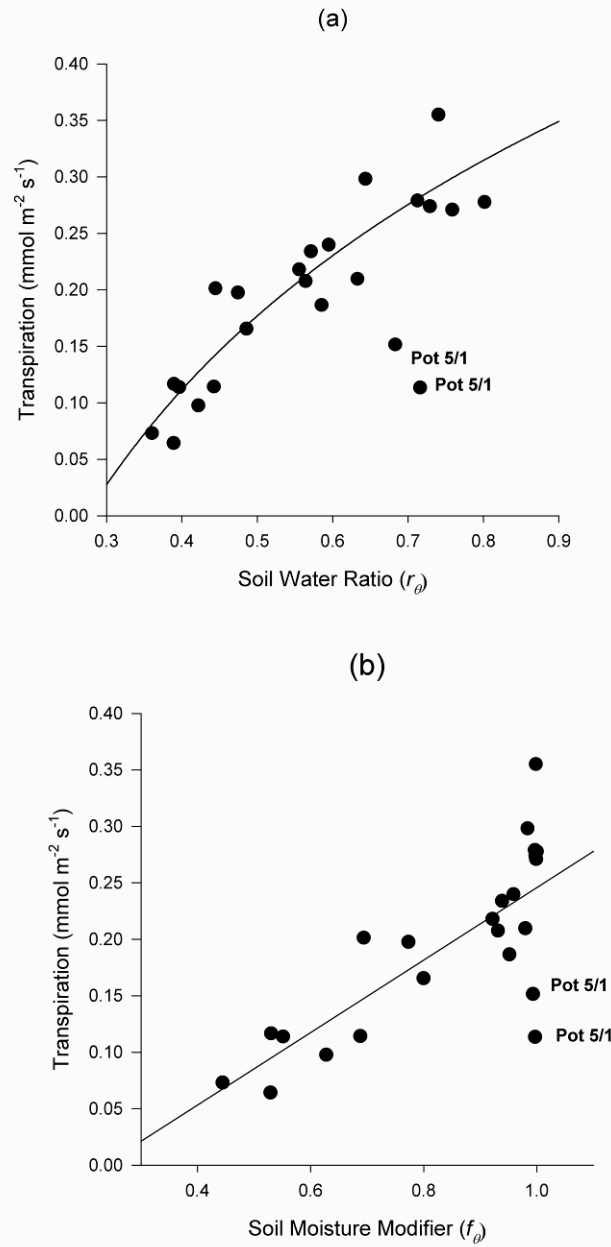 (a)
0.40
0.35
0.30
0.25
0.20
0.15
0.10
0.05
0.00
Transpiration (mmol m⁻² s⁻¹)
Pot 5/1
Pot 5/1
0.3 0.4 0.5 0.6 0.7 0.8 0.9
Soil Water Ratio (rθ)
(b)
0.40
0.35
0.30
0.25
0.20
0.15
0.10
0.05
0.00
Transpiration (mmol m⁻² s⁻¹)
Pot 5/1
Pot 5/1
0.4 0.6 0.8 1.0
Soil Moisture Modifier (fθ)